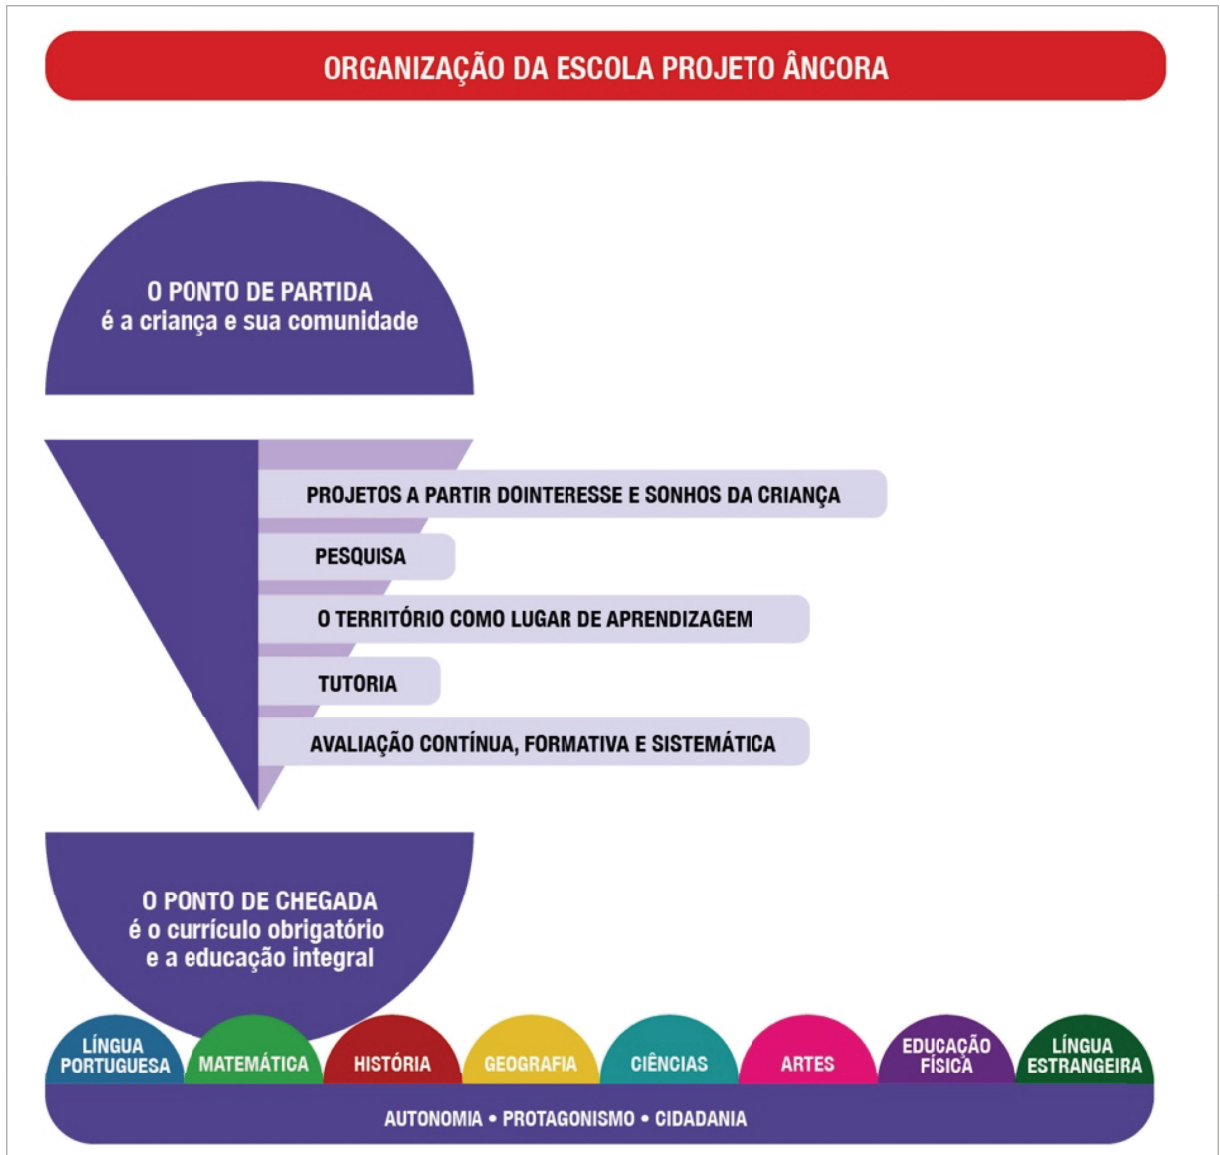 ORGANIZAÇÃO DA ESCOLA PROJETO ÂNCORA
O PONTO DE PARTIDA
é a criança e sua comunidade
PROJETOS A PARTIR DOINTERESSE E SONHOS DA CRIANÇA
PESQUISA
O TERRITÓRIO COMO LUGAR DE APRENDIZAGEM
TUTORIA
AVALIAÇÃO CONTÍNUA, FORMATIVA E SISTEMÁTICA
O PONTO DE CHEGADA
é o currículo obrigatório
e a educação integral
LÍNGUA
PORTUGUESA
MATEMÁTICA
HISTÓRIA
GEOGRAFIA
CIÊNCIAS
ARTES
EDUCAÇÃO
FÍSICA
LÍNGUA
ESTRANGEIRA
AUTONOMIA • PROTAGONISMO • CIDADANIA